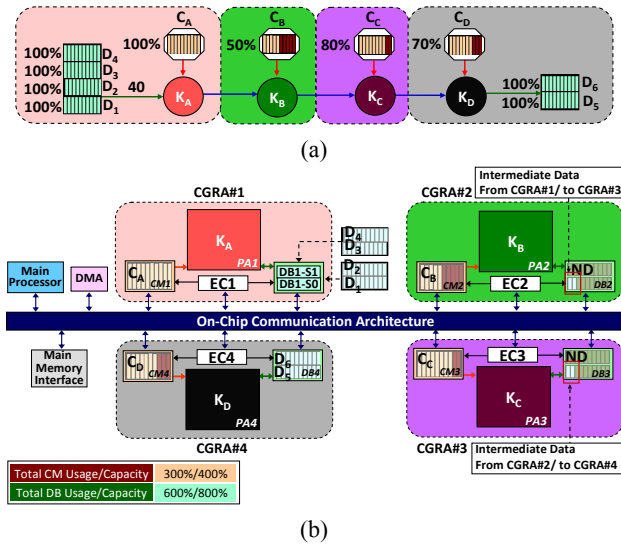 C_A C_B C_C C_D
100% 50% 80% 70%
100% D_4
100% D_3
100% D_2
100% D_1
40
K_A K_B K_C K_D
100% D_6
100% D_5
(a)
Intermediate Data
From CGRA#1/ to CGRA#3
CGRA#1
CGRA#2
K_A
PA1
C_A
CM1
EC1
DB1-S1
DB1-S0
D_4
D_3
D_2
D_1
K_B
PA2
C_B
CM2
EC2
ND
DB2
Main
Processor
DMA
On-Chip Communication Architecture
Main
Memory
Interface
C_D
CM4
EC4
D_6
D_5
DB4
K_D
PA4
CGRA#4
C_C
CM3
EC3
ND
DB3
K_C
PA3
CGRA#3
Intermediate Data
From CGRA#2/ to CGRA#4
Total CM Usage/Capacity 300%/400%
Total DB Usage/Capacity 600%/800%
(b)